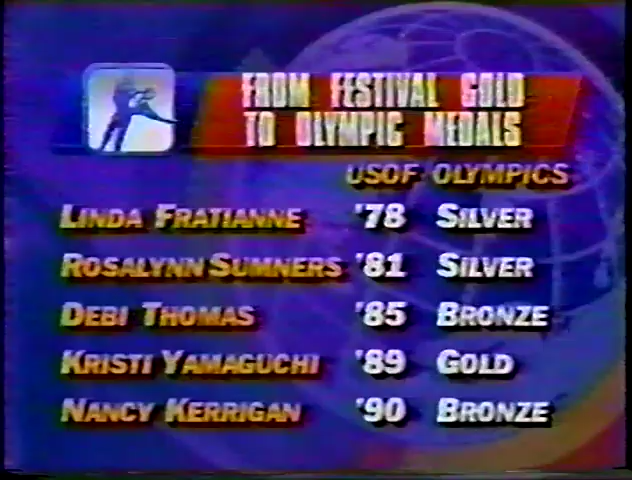 FROM FESTIVAL GOLD
TO OLYMPIC MEDALS
USOF OLYMPICS
LINDA FRATIANNE '78 SILVER
ROSALYNN SUMNERS '81 SILVER
DEBI THOMAS '85 BRONZE
KRISTI YAMAGUCHI '89 GOLD
NANCY KERRIGAN '90 BRONZE